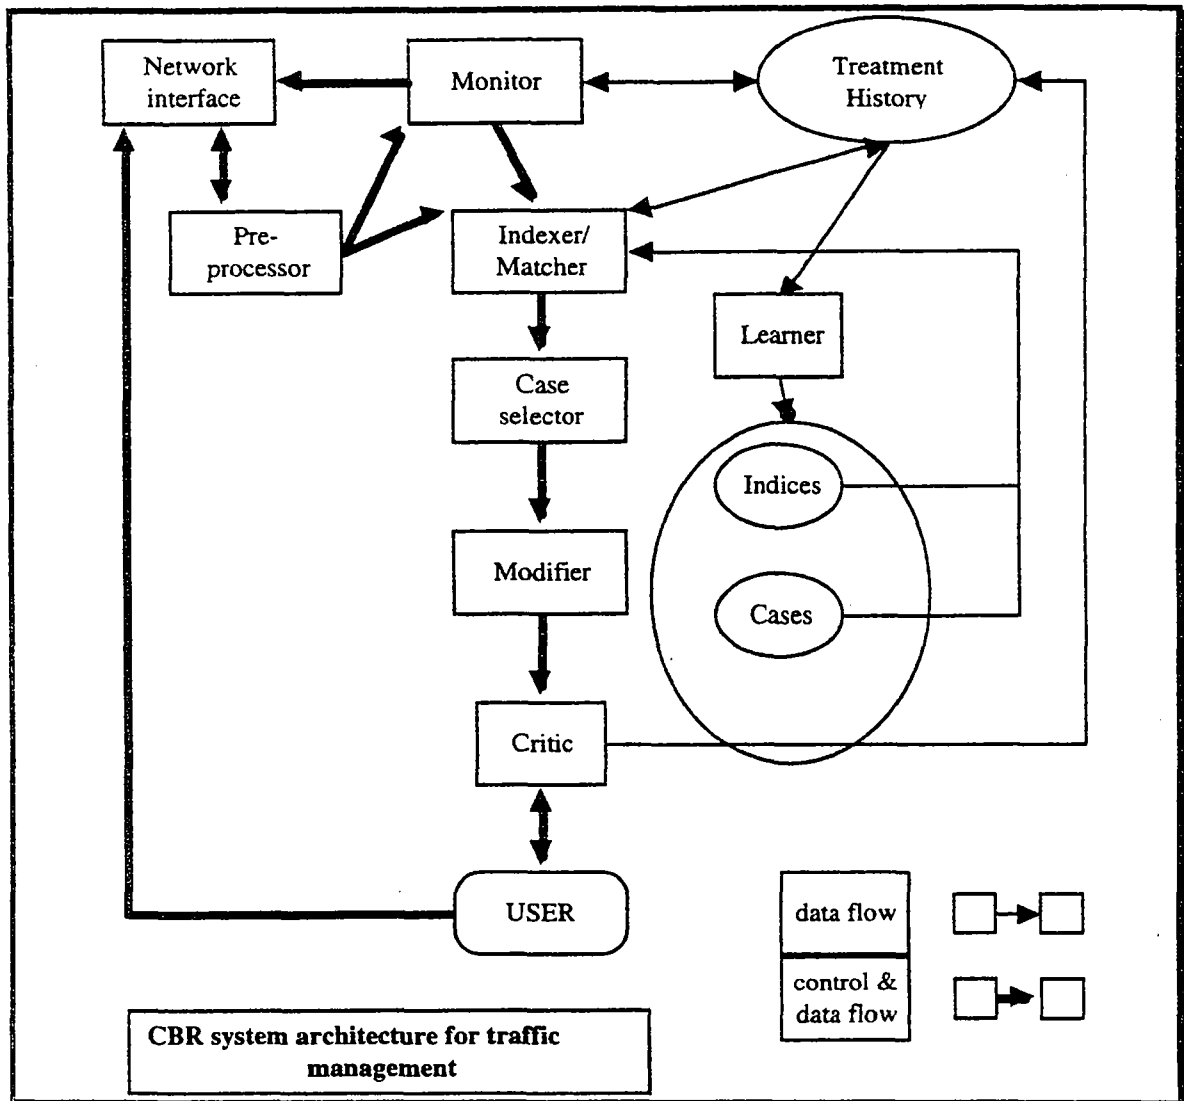 Network
interface
Monitor
Treatment
History
Pre-
processor
Indexer/
Matcher
Learner
Case
selector
Indices
Modifier
Cases
Critic
USER
data flow
control &
data flow
CBR system architecture for traffic
management